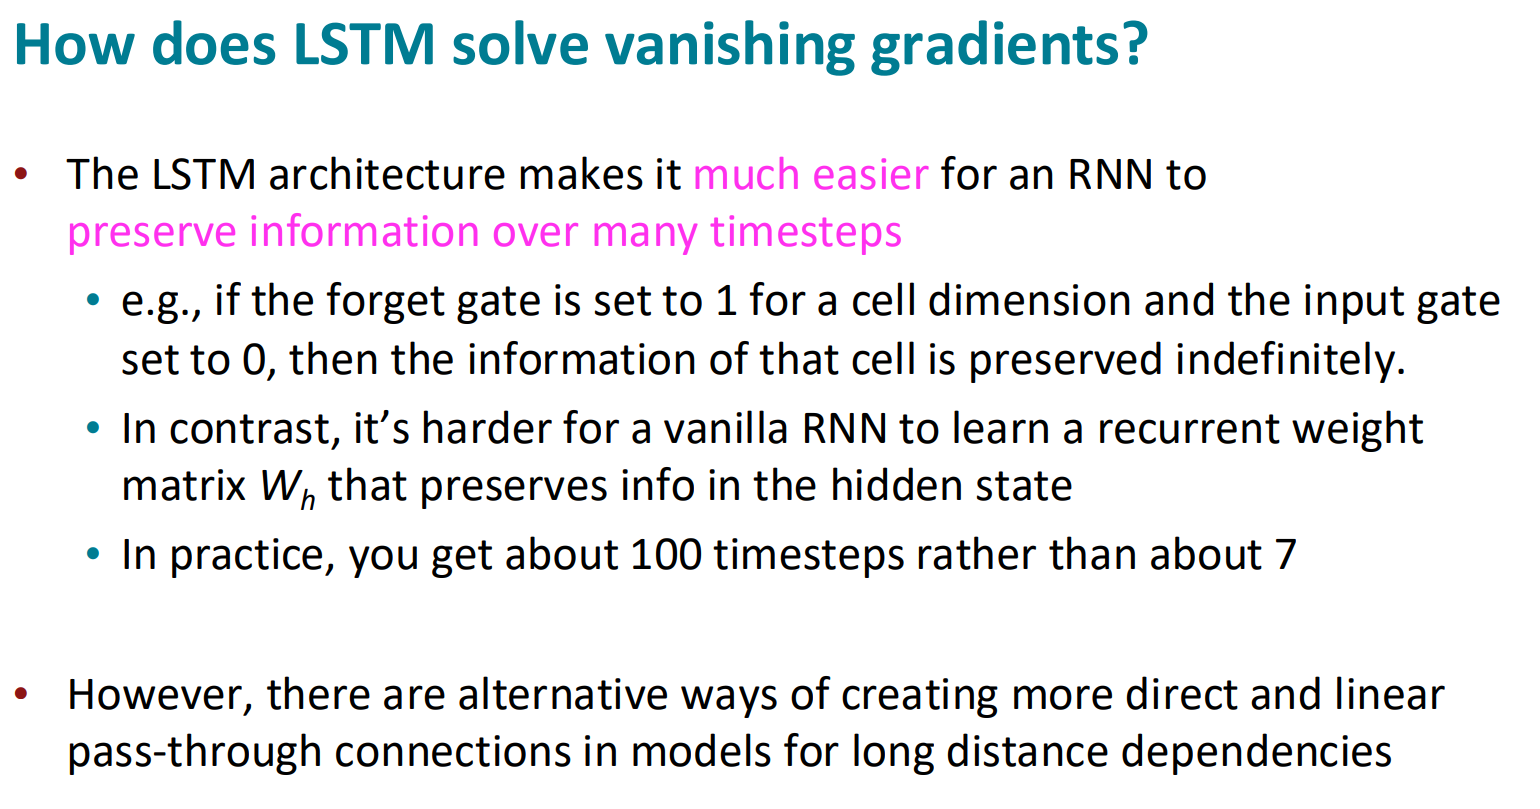 How does LSTM solve vanishing gradients?
• The LSTM architecture makes it much easier for an RNN to
preserve information over many timesteps
• e.g., if the forget gate is set to 1 for a cell dimension and the input gate
set to 0, then the information of that cell is preserved indefinitely.
• In contrast, it’s harder for a vanilla RNN to learn a recurrent weight
matrix Wₕ that preserves info in the hidden state
• In practice, you get about 100 timesteps rather than about 7
• However, there are alternative ways of creating more direct and linear
pass-through connections in models for long distance dependencies